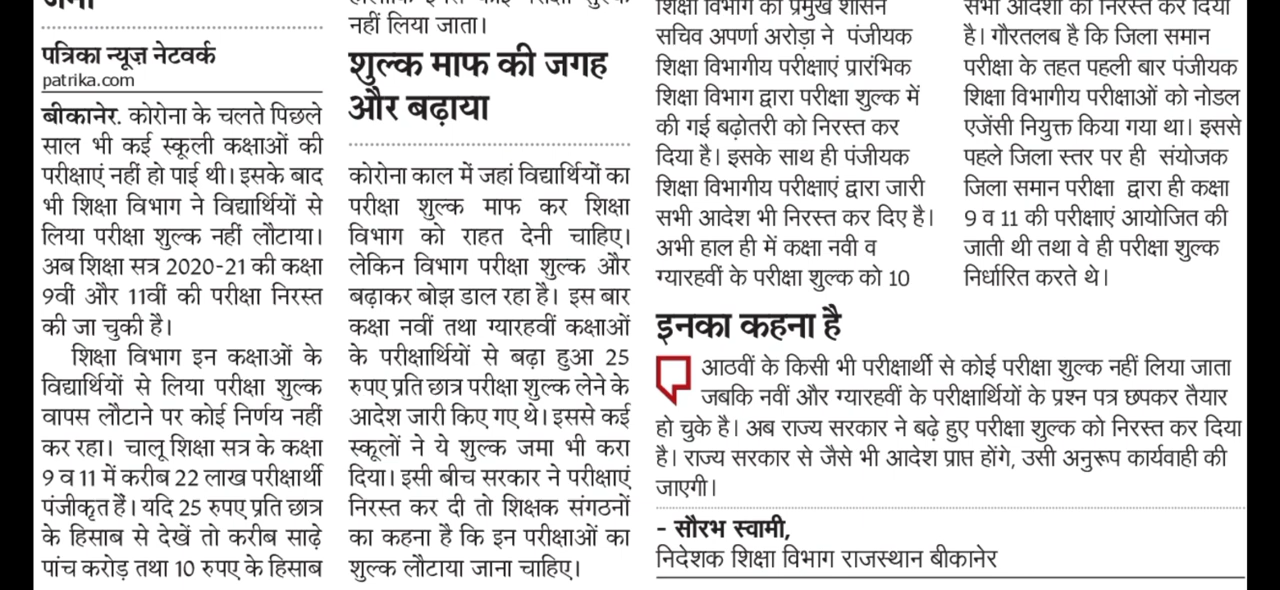 जमा
पत्रिका न्यूज़ नेटवर्क
patrika.com
बीकानेर. कोरोना के चलते पिछले
साल भी कई स्कूली कक्षाओं की
परीक्षाएं नहीं हो पाई थी। इसके बाद
भी शिक्षा विभाग ने विद्यार्थियों से
लिया परीक्षा शुल्क नहीं लौटाया।
अब शिक्षा सत्र 2020-21 की कक्षा
9वीं और 11वीं की परीक्षा निरस्त
की जा चुकी है।
शिक्षा विभाग इन कक्षाओं के
विद्यार्थियों से लिया परीक्षा शुल्क
वापस लौटाने पर कोई निर्णय नहीं
कर रहा। चालू शिक्षा सत्र के कक्षा
9 व 11 में करीब 22 लाख परीक्षार्थी
पंजीकृत हैं। यदि 25 रुपए प्रति छात्र
के हिसाब से देखें तो करीब साढ़े
पांच करोड़ तथा 10 रुपए के हिसाब
नहीं लिया जाता।
शुल्क माफ की जगह
और बढ़ाया
कोरोना काल में जहां विद्यार्थियों का
परीक्षा शुल्क माफ कर शिक्षा
विभाग को राहत देनी चाहिए।
लेकिन विभाग परीक्षा शुल्क और
बढ़ाकर बोझ डाल रहा है। इस बार
कक्षा नवीं तथा ग्यारहवीं कक्षाओं
के परीक्षार्थियों से बढ़ा हुआ 25
रुपए प्रति छात्र परीक्षा शुल्क लेने के
आदेश जारी किए गए थे। इससे कई
स्कूलों ने ये शुल्क जमा भी करा
दिया। इसी बीच सरकार ने परीक्षाएं
निरस्त कर दी तो शिक्षक संगठनों
का कहना है कि इन परीक्षाओं का
शुल्क लौटाया जाना चाहिए।
शिक्षा विभाग की प्रमुख शासन
सचिव अपर्णा अरोड़ा ने पंजीयक
शिक्षा विभागीय परीक्षाएं प्रारंभिक
शिक्षा विभाग द्वारा परीक्षा शुल्क में
की गई बढ़ोतरी को निरस्त कर
दिया है। इसके साथ ही पंजीयक
शिक्षा विभागीय परीक्षाएं द्वारा जारी
सभी आदेश भी निरस्त कर दिए है।
अभी हाल ही में कक्षा नवी व
ग्यारहवीं के परीक्षा शुल्क को 10
सभी आदेशों को निरस्त कर दिया
है। गौरतलब है कि जिला समान
परीक्षा के तहत पहली बार पंजीयक
शिक्षा विभागीय परीक्षाओं को नोडल
एजेंसी नियुक्त किया गया था। इससे
पहले जिला स्तर पर ही संयोजक
जिला समान परीक्षा द्वारा ही कक्षा
9 व 11 की परीक्षाएं आयोजित की
जाती थी तथा वे ही परीक्षा शुल्क
निर्धारित करते थे।
इनका कहना है
आठवीं के किसी भी परीक्षार्थी से कोई परीक्षा शुल्क नहीं लिया जाता
जबकि नवीं और ग्यारहवीं के परीक्षार्थियों के प्रश्न पत्र छपकर तैयार
हो चुके है। अब राज्य सरकार ने बढ़े हुए परीक्षा शुल्क को निरस्त कर दिया
है। राज्य सरकार से जैसे भी आदेश प्राप्त होंगे, उसी अनुरूप कार्यवाही की
जाएगी।
- सौरभ स्वामी,
निदेशक शिक्षा विभाग राजस्थान बीकानेर